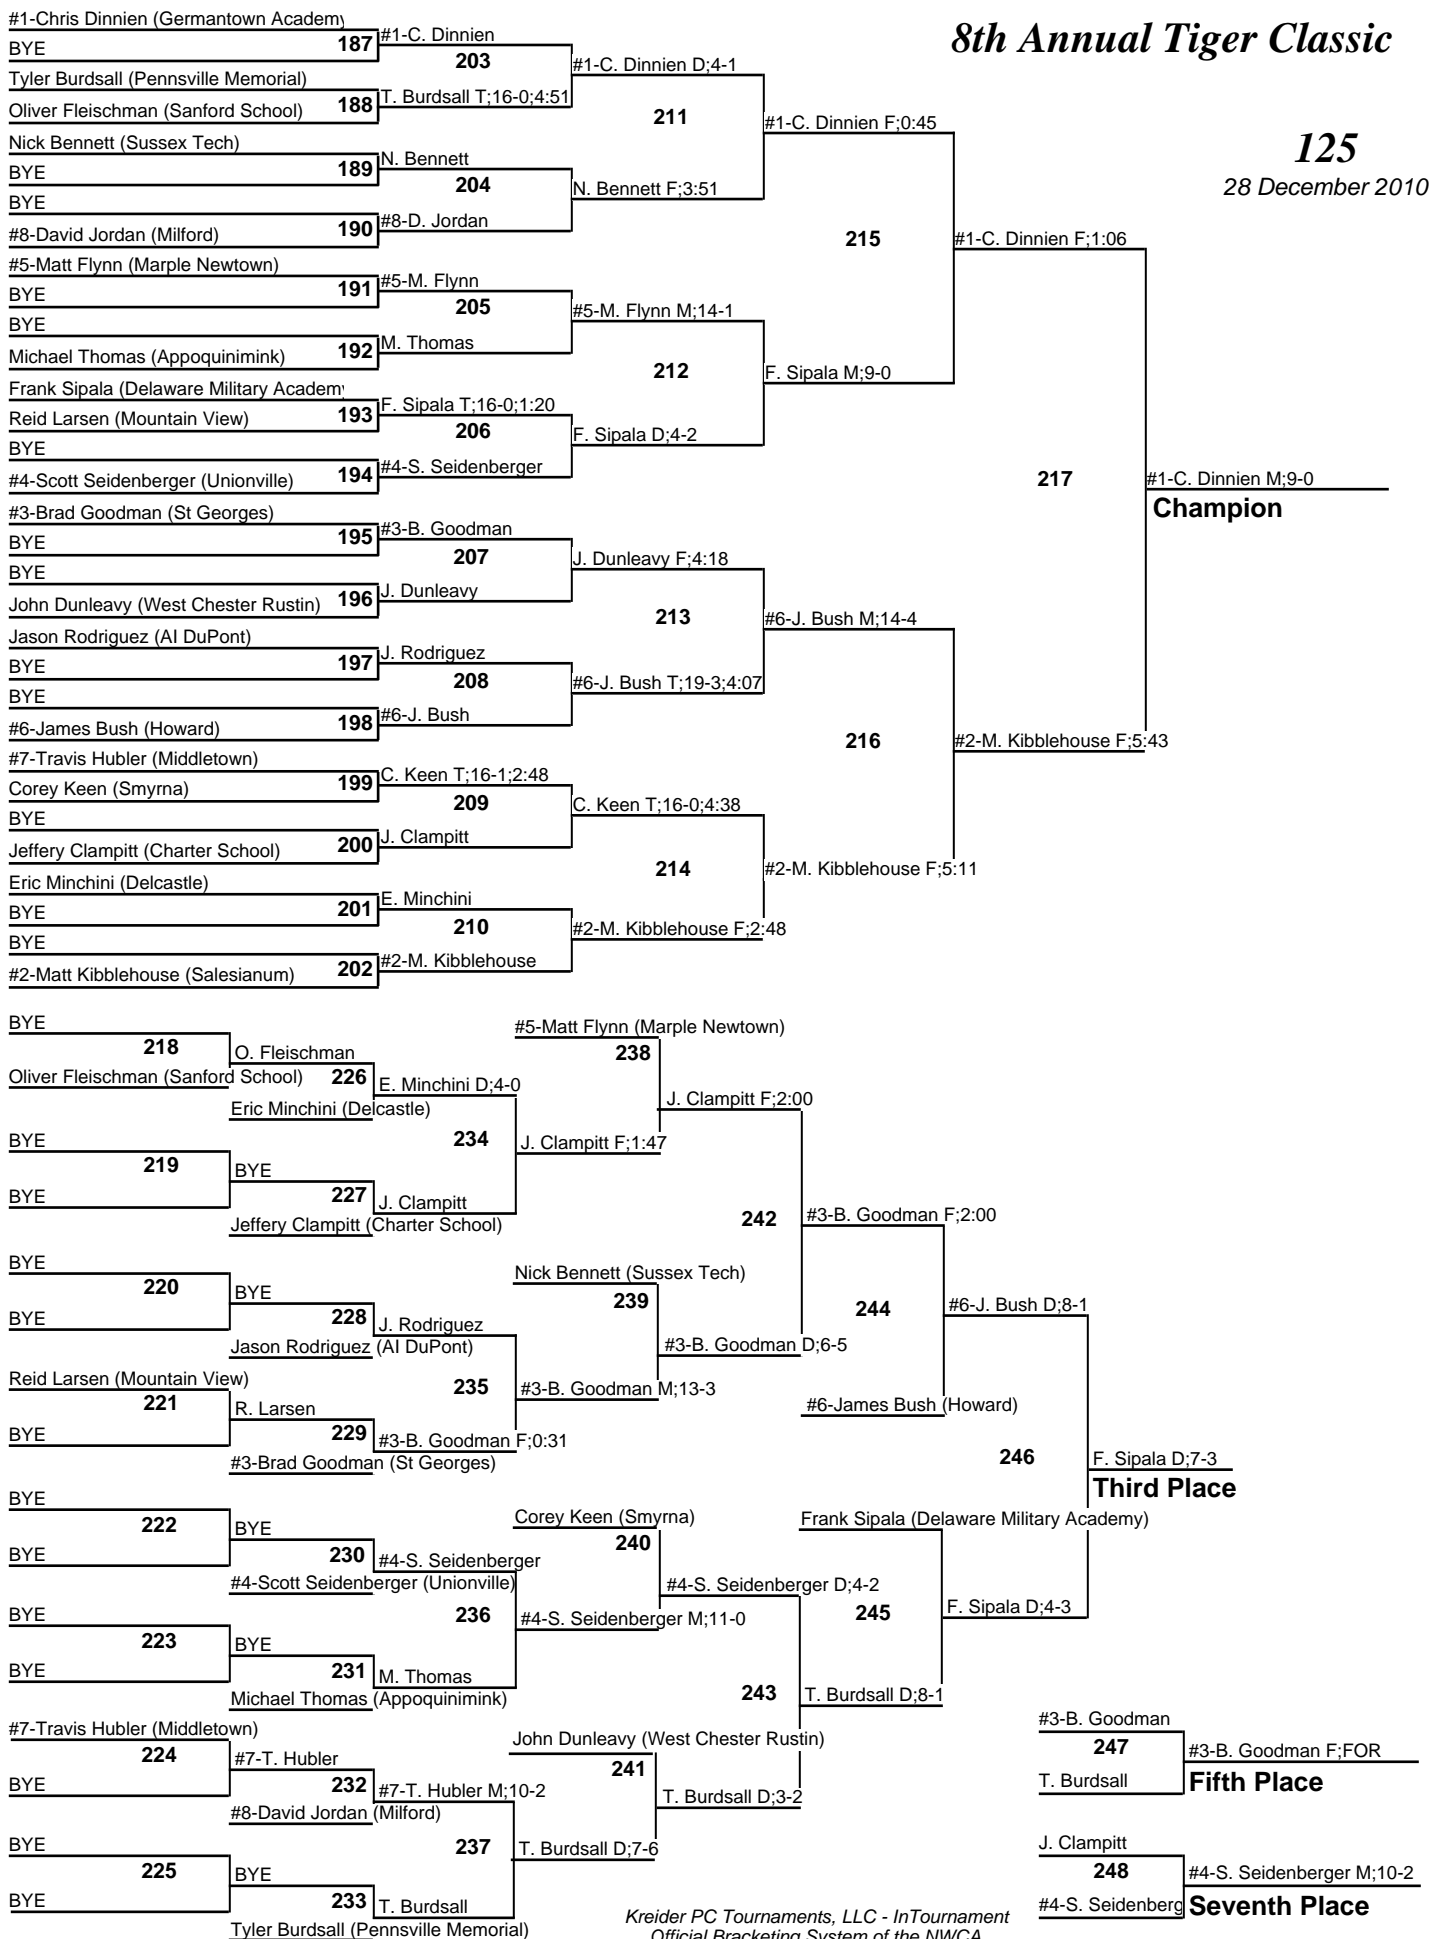 8th Annual Tiger Classic
125
28 December 2010
#1-Chris Dinnien (Germantown Academy
BYE
187
#1-C. Dinnien
203
Tyler Burdsall (Pennsville Memorial)
Oliver Fleischman (Sanford School)
188
T. Burdsall T;16-0;4:51
#1-C. Dinnien D;4-1
211
Nick Bennett (Sussex Tech)
BYE
189
N. Bennett
204
BYE
#8-David Jordan (Milford)
190
#8-D. Jordan
N. Bennett F;3:51
#1-C. Dinnien F;0:45
215
#5-Matt Flynn (Marple Newtown)
BYE
191
#5-M. Flynn
205
BYE
Michael Thomas (Appoquinimink)
192
M. Thomas
#5-M. Flynn M;14-1
212
Frank Sipala (Delaware Military Academy
Reid Larsen (Mountain View)
193
F. Sipala T;16-0;1:20
206
BYE
#4-Scott Seidenberger (Unionville)
194
#4-S. Seidenberger
F. Sipala D;4-2
F. Sipala M;9-0
#1-C. Dinnien F;1:06
217
#1-C. Dinnien M;9-0
Champion
#3-Brad Goodman (St Georges)
BYE
195
#3-B. Goodman
207
BYE
John Dunleavy (West Chester Rustin)
196
J. Dunleavy
J. Dunleavy F;4:18
213
Jason Rodriguez (AI DuPont)
BYE
197
J. Rodriguez
208
BYE
#6-James Bush (Howard)
198
#6-J. Bush
#6-J. Bush T;19-3;4:07
#6-J. Bush M;14-4
216
#2-M. Kibblehouse F;5:43
#7-Travis Hubler (Middletown)
Corey Keen (Smyrna)
199
C. Keen T;16-1;2:48
209
BYE
Jeffery Clampitt (Charter School)
200
J. Clampitt
C. Keen T;16-0;4:38
214
#2-M. Kibblehouse F;5:11
Eric Minchini (Delcastle)
BYE
201
E. Minchini
210
BYE
#2-Matt Kibblehouse (Salesianum)
202
#2-M. Kibblehouse
#2-M. Kibblehouse F;2:48
BYE
218
Oliver Fleischman (Sanford School)
O. Fleischman
226
Eric Minchini (Delcastle)
E. Minchini D;4-0
234
BYE
219
BYE
BYE
227
Jeffery Clampitt (Charter School)
J. Clampitt
J. Clampitt F;1:47
#5-Matt Flynn (Marple Newtown)
238
J. Clampitt F;2:00
242
BYE
220
BYE
BYE
228
Jason Rodriguez (AI DuPont)
J. Rodriguez
235
Reid Larsen (Mountain View)
221
BYE
R. Larsen
229
#3-Brad Goodman (St Georges)
#3-B. Goodman F;0:31
#3-B. Goodman M;13-3
Nick Bennett (Sussex Tech)
239
#3-B. Goodman D;6-5
#3-B. Goodman F;2:00
244
#6-James Bush (Howard)
#6-J. Bush D;8-1
246
F. Sipala D;7-3
Third Place
BYE
222
BYE
BYE
230
#4-Scott Seidenberger (Unionville)
#4-S. Seidenberger
236
BYE
223
BYE
BYE
231
Michael Thomas (Appoquinimink)
M. Thomas
#4-S. Seidenberger M;11-0
Corey Keen (Smyrna)
240
#4-S. Seidenberger D;4-2
243
Frank Sipala (Delaware Military Academy)
245
F. Sipala D;4-3
T. Burdsall D;8-1
#7-Travis Hubler (Middletown)
224
BYE
#7-T. Hubler
232
#8-David Jordan (Milford)
#7-T. Hubler M;10-2
237
BYE
225
BYE
BYE
233
Tyler Burdsall (Pennsville Memorial)
T. Burdsall
T. Burdsall D;7-6
John Dunleavy (West Chester Rustin)
241
T. Burdsall D;3-2
#3-B. Goodman
247
T. Burdsall
#3-B. Goodman F;FOR
Fifth Place
J. Clampitt
248
#4-S. Seidenberg
#4-S. Seidenberger M;10-2
Seventh Place
Kreider PC Tournaments, LLC - InTournament
Official Bracketing System of the NWCA